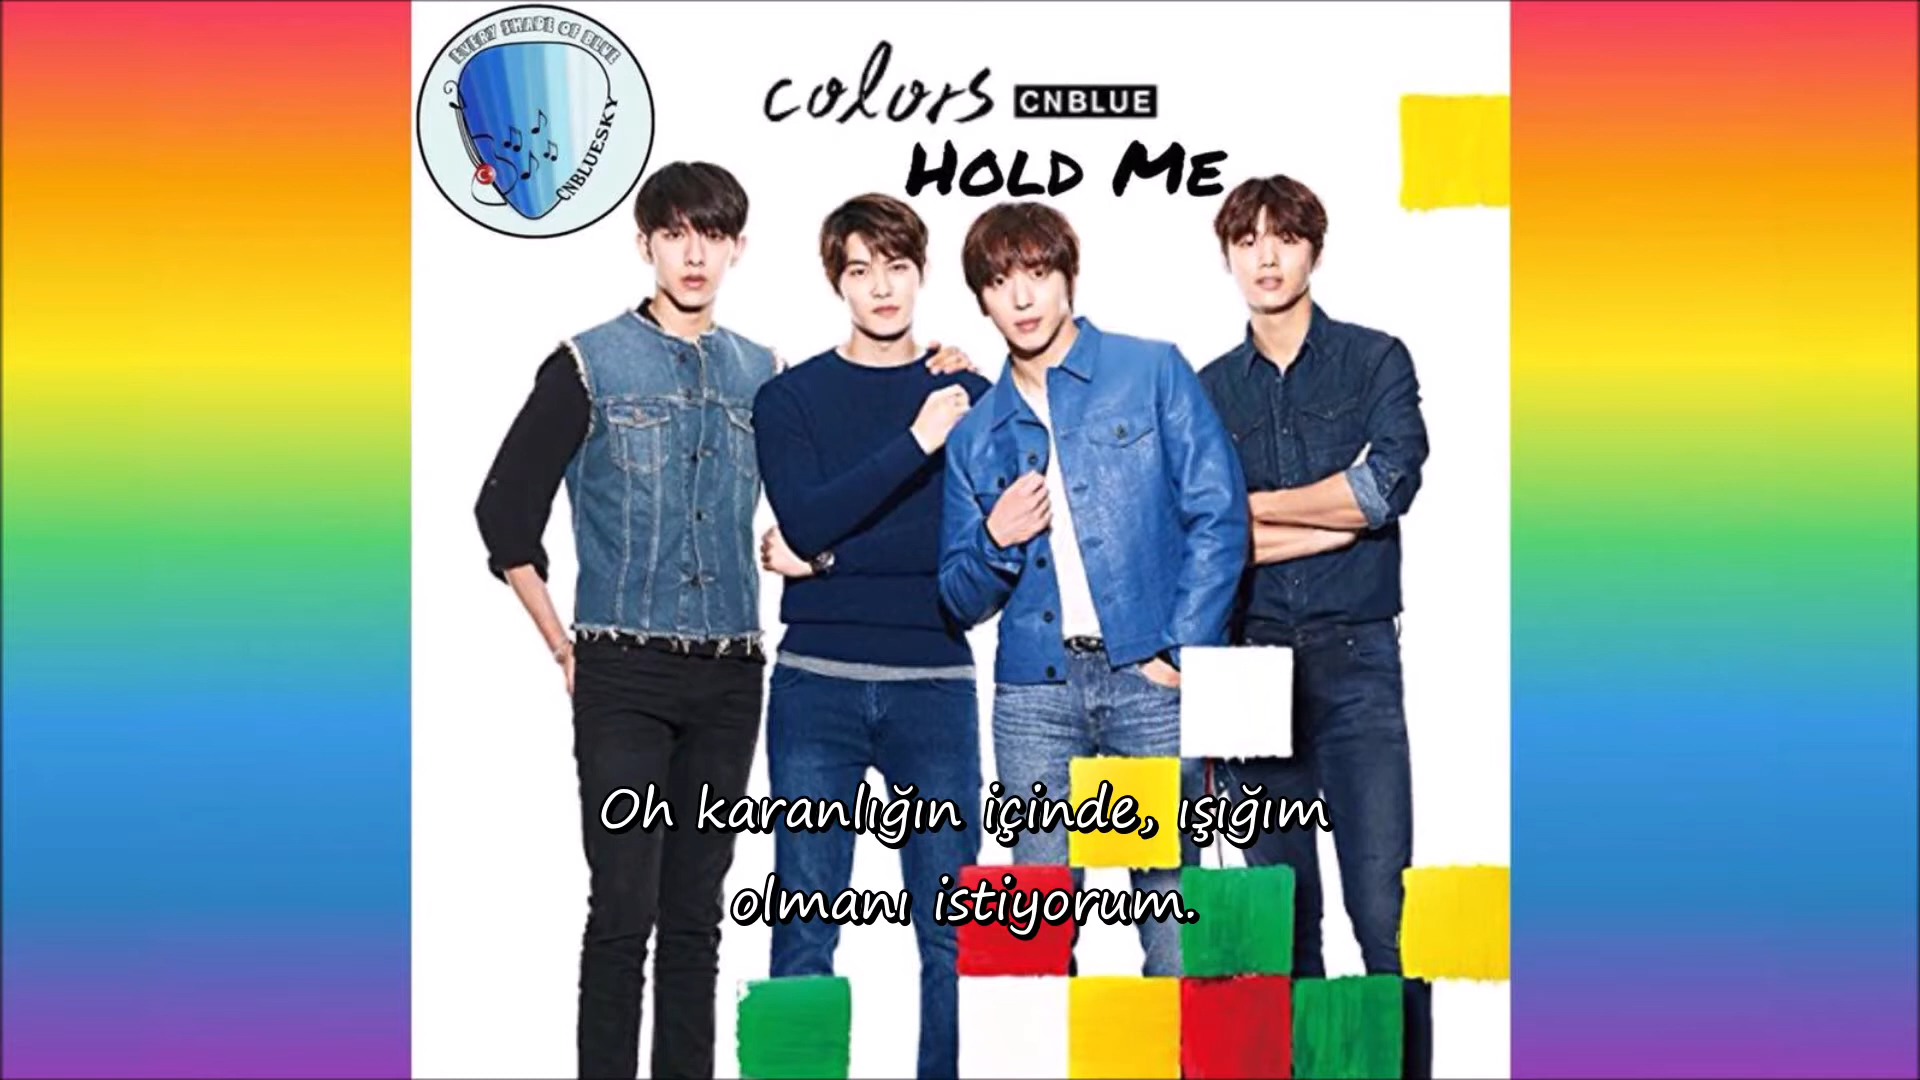 EVERY SHADE OF BLUE
CNBLUESKY
colors CNBLUE
HOLD ME
Oh karanlığın içinde, ışığım
olmanı istiyorum.